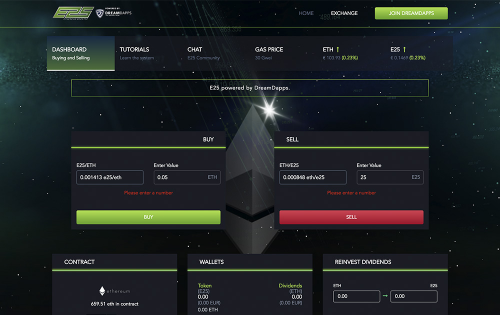 E25 POWERED BY DREAMDAPPS HOME EXCHANGE JOIN DREAMDAPPS
DASHBOARD TUTORIALS CHAT GAS PRICE ETH ↑ E25 ↑
Buying and Selling Learn the system E25 Community (0.23%) (0.23%)
E25 powered by DreamDapps.
BUY SELL
E25/ETH Enter Value ETH/E25 Enter Value
0.001413 e25/eth 0.05 ETH 0.000848 eth/e25 25 E25
Please enter a number Please enter a number
BUY SELL
CONTRACT WALLETS REINVEST DIVIDENDS
ethereum
659.51 eth in contract
Token Dividends ETH E25
(E25) (ETH)
0.00 0.00 0.00 → 0.00
(0.00 EUR) (0.00 EUR)
0.00 ETH